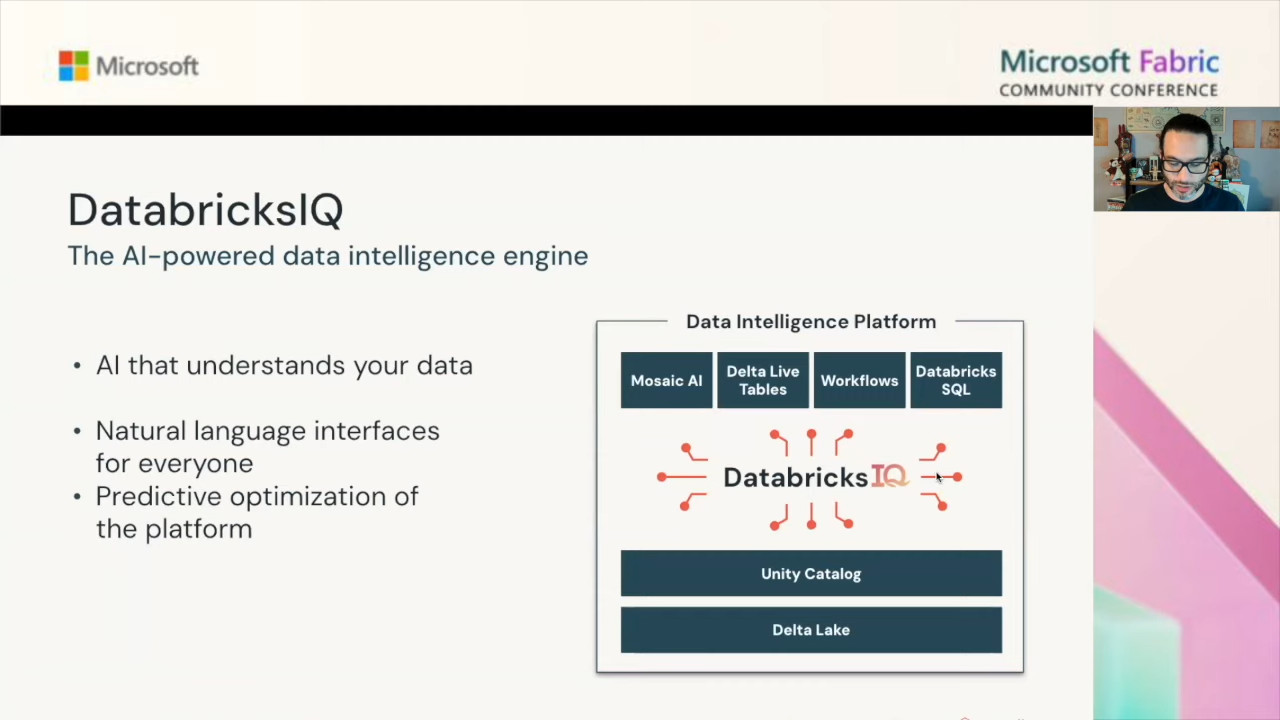 Microsoft
Microsoft Fabric
COMMUNITY CONFERENCE
DatabricksIQ
The AI-powered data intelligence engine
• AI that understands your data
• Natural language interfaces
for everyone
• Predictive optimization of
the platform
Data Intelligence Platform
Mosaic AI
Delta Live
Tables
Workflows
Databricks
SQL
DatabricksIQ
Unity Catalog
Delta Lake